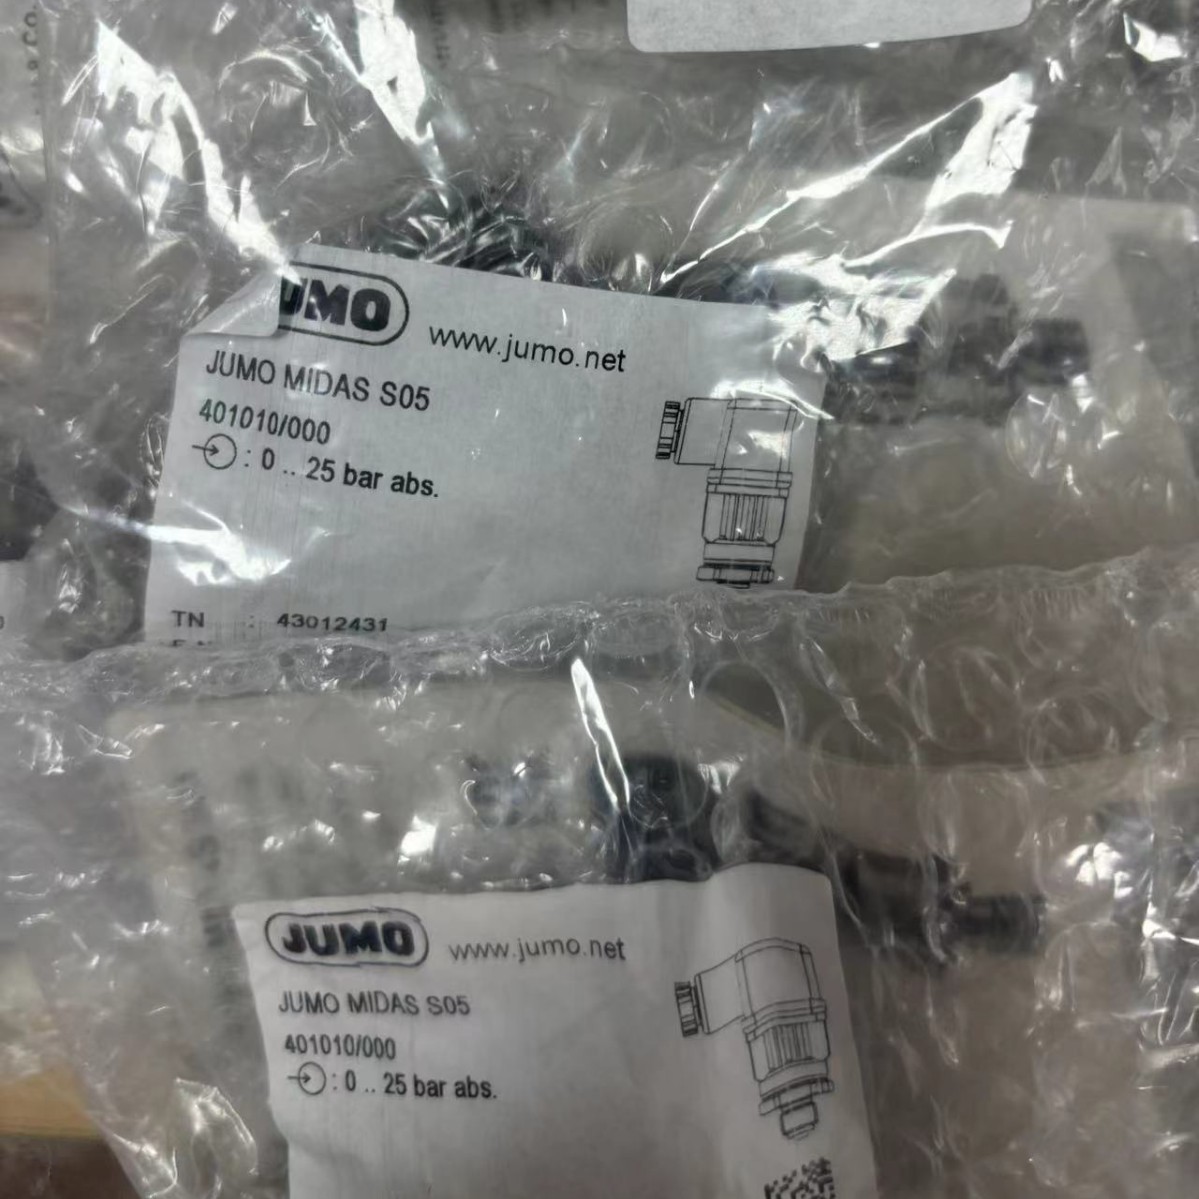 JUMO
www.jumo.net
JUMO MIDAS S05
401010/000
: 0 .. 25 bar abs.
TN : 43012431
JUMO
www.jumo.net
JUMO MIDAS S05
401010/000
: 0 .. 25 bar abs.